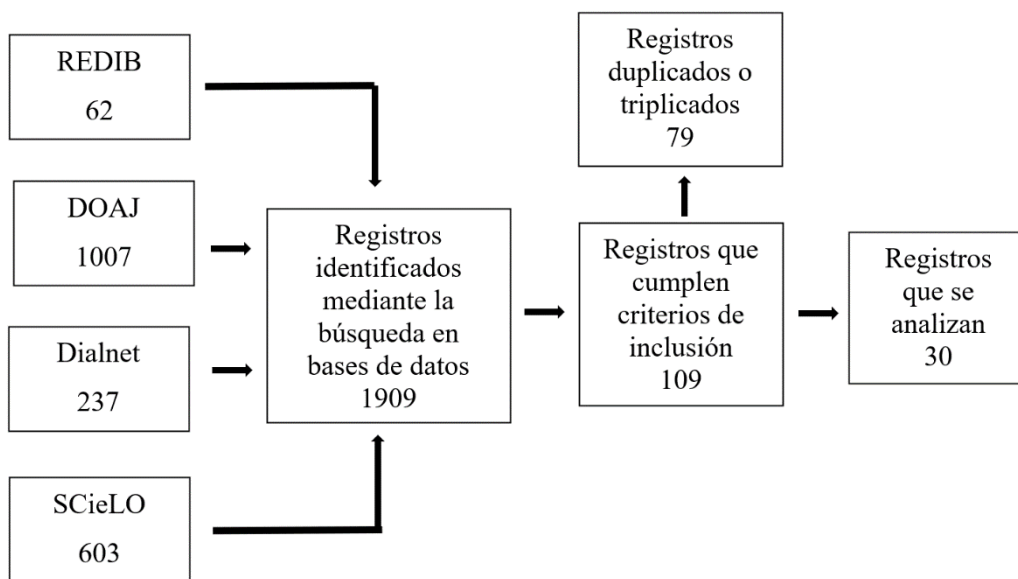 REDIB
62
DOAJ
1007
Dialnet
237
SCieLO
603
Registros
identificados
mediante la
búsqueda en
bases de datos
1909
Registros
duplicados o
triplicados
79
Registros que
cumplen
criterios de
inclusión
109
Registros
que se
analizan
30